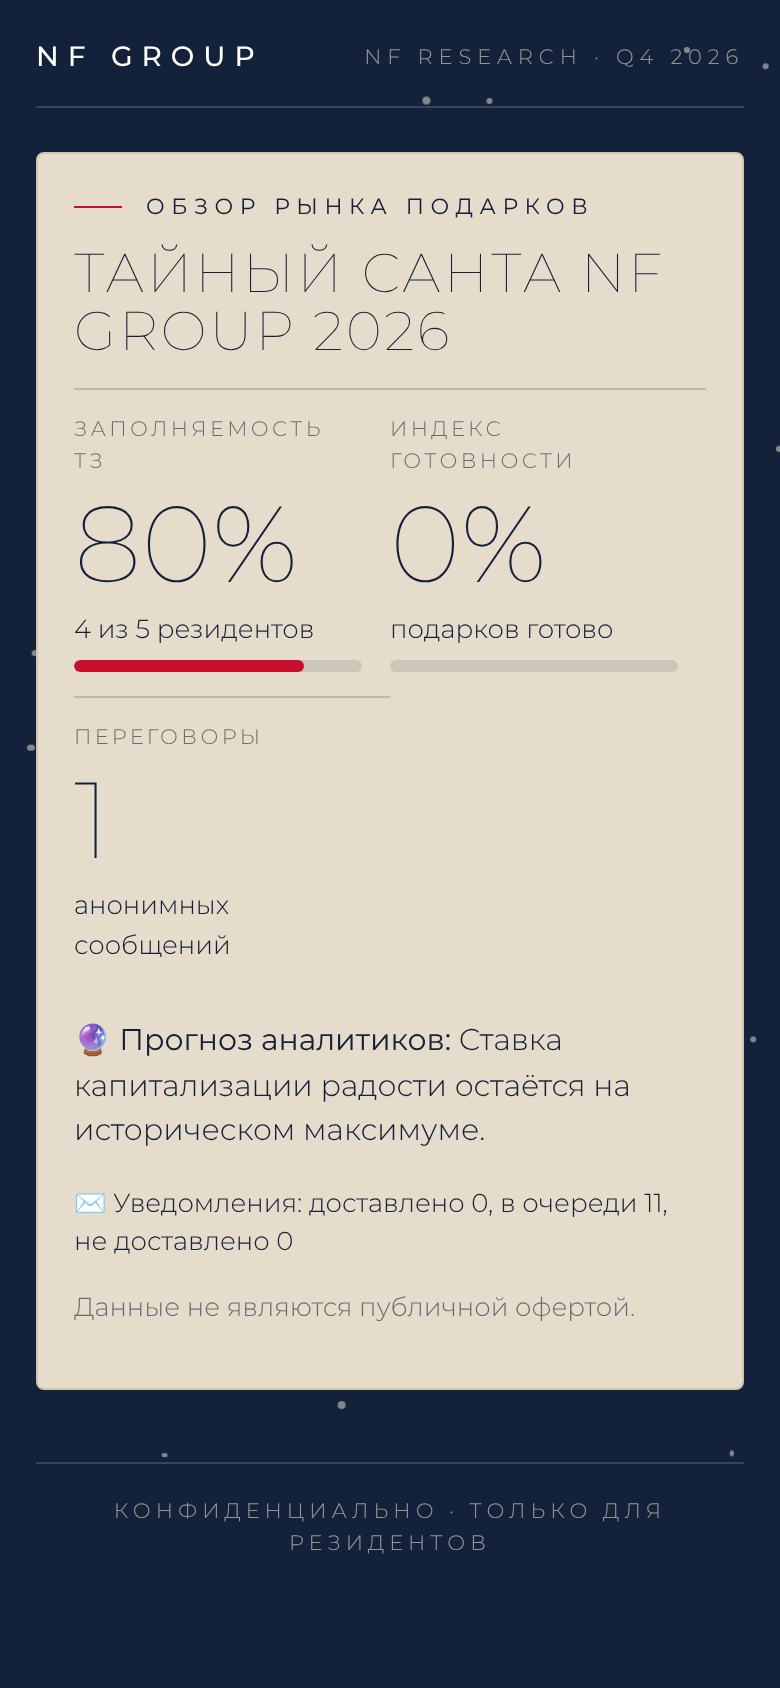 NF GROUP
NF RESEARCH · Q4 2026
ОБЗОР РЫНКА ПОДАРКОВ
ТАЙНЫЙ САНТА NF
GROUP 2026
ЗАПОЛНЯЕМОСТЬ
ТЗ
80%
4 из 5 резидентов
ИНДЕКС
ГОТОВНОСТИ
0%
подарков готово
ПЕРЕГОВОРЫ
1
анонимных
сообщений
🔮 Прогноз аналитиков: Ставка
капитализации радости остаётся на
историческом максимуме.
✉️ Уведомления: доставлено 0, в очереди 11,
не доставлено 0
Данные не являются публичной офертой.
КОНФИДЕНЦИАЛЬНО · ТОЛЬКО ДЛЯ
РЕЗИДЕНТОВ